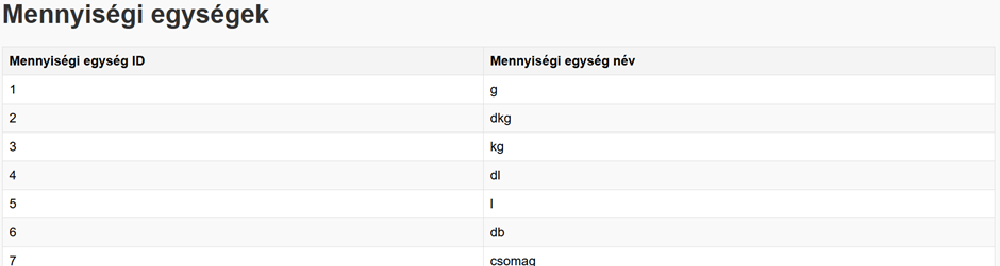 Mennyiségi egységek
Mennyiségi egység ID Mennyiségi egység név
1 g
2 dkg
3 kg
4 dl
5 l
6 db
7 csomag